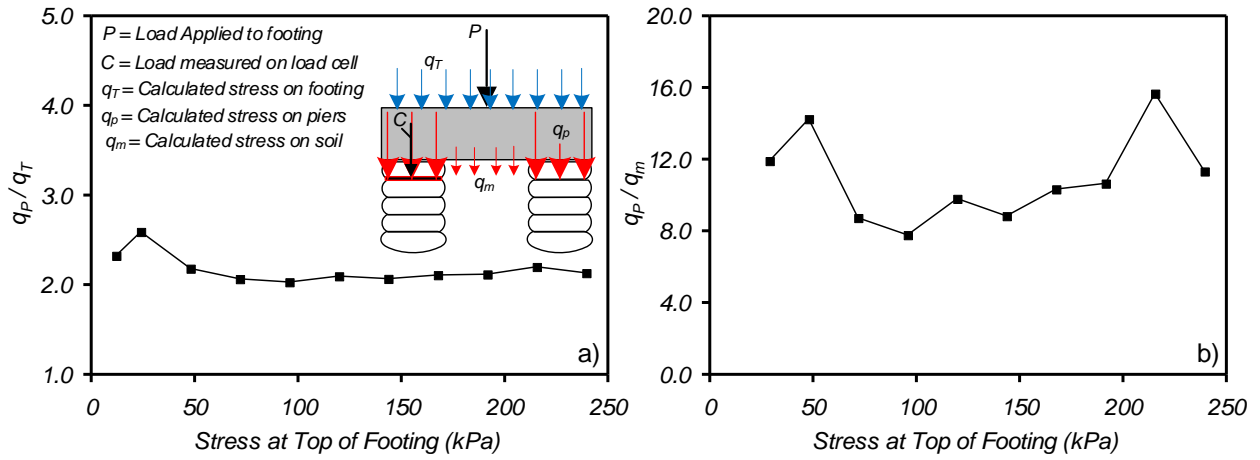 5.0
P = Load Applied to footing
C = Load measured on load cell
q_T = Calculated stress on footing
q_p = Calculated stress on piers
q_m = Calculated stress on soil
P
q_T
C
q_p
q_m
4.0
3.0
2.0
1.0
q_P / q_T
a)
0 50 100 150 200 250
Stress at Top of Footing (kPa)
20.0
16.0
12.0
8.0
4.0
0.0
q_P / q_m
b)
0 50 100 150 200 250
Stress at Top of Footing (kPa)